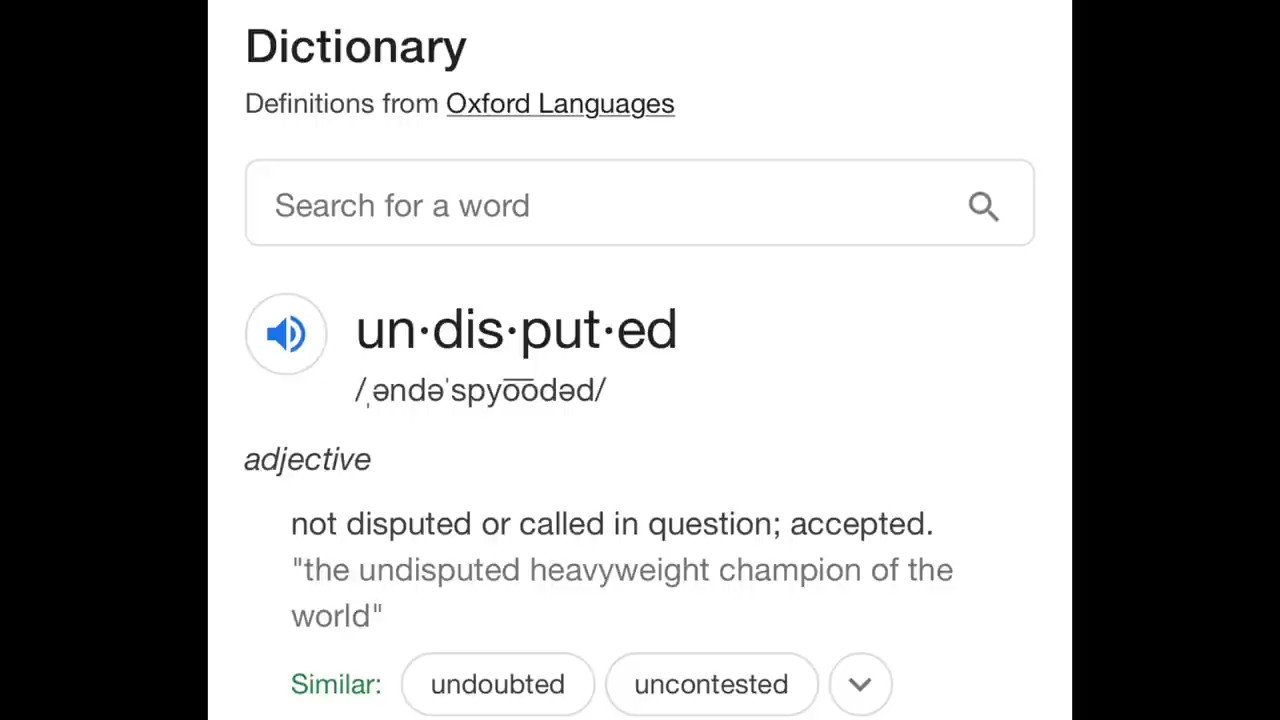 Dictionary
Definitions from Oxford Languages
Search for a word
un·dis·put·ed
/ˌəndəˈspyo͞odəd/
adjective
not disputed or called in question; accepted.
"the undisputed heavyweight champion of the
world"
Similar: undoubted uncontested